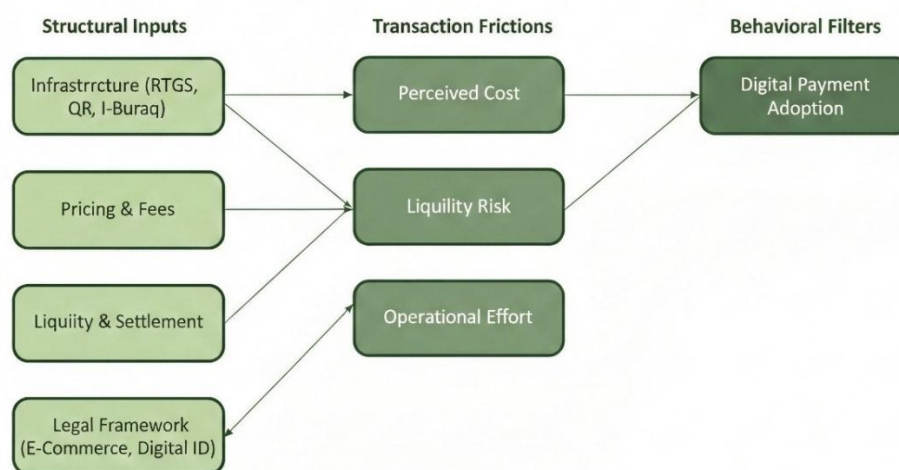 Structural Inputs
Transaction Frictions
Behavioral Filters
Infrastrrcture (RTGS,
QR, I-Buraq)
Perceived Cost
Digital Payment
Adoption
Pricing & Fees
Liquility Risk
Liquiity & Settlement
Operational Effort
Legal Framework
(E-Commerce, Digital ID)